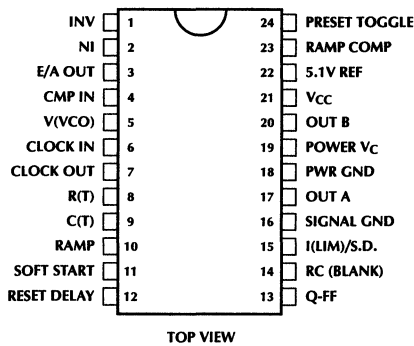 INV 1 24 PRESET TOGGLE
NI 2 23 RAMP COMP
E/A OUT 3 22 5.1V REF
CMP IN 4 21 VCC
V(VCO) 5 20 OUT B
CLOCK IN 6 19 POWER VC
CLOCK OUT 7 18 PWR GND
R(T) 8 17 OUT A
C(T) 9 16 SIGNAL GND
RAMP 10 15 I(LIM)/S.D.
SOFT START 11 14 RC (BLANK)
RESET DELAY 12 13 Q-FF
TOP VIEW